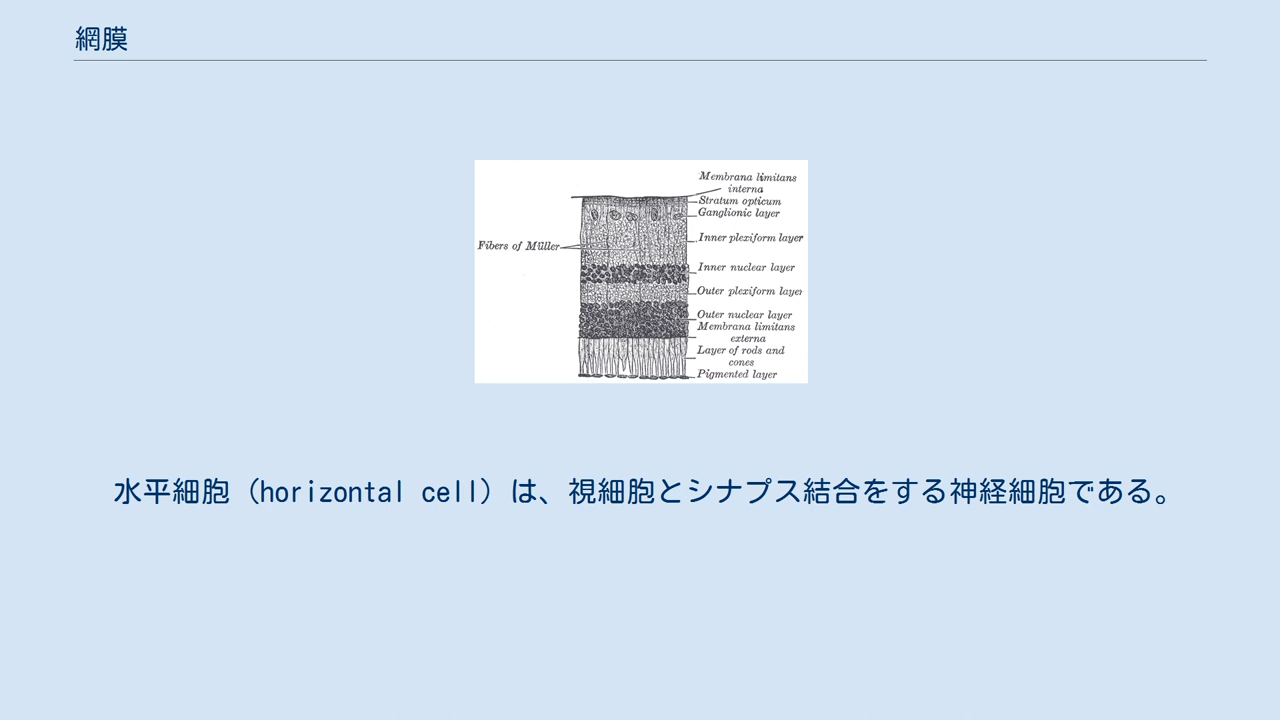 網膜
Membrana limitans
interna
Stratum opticum
Ganglionic layer
Fibers of Müller
Inner plexiform layer
Inner nuclear layer
Outer plexiform layer
Outer nuclear layer
Membrana limitans
externa
Layer of rods and
cones
Pigmented layer
水平細胞（horizontal cell）は、視細胞とシナプス結合をする神経細胞である。